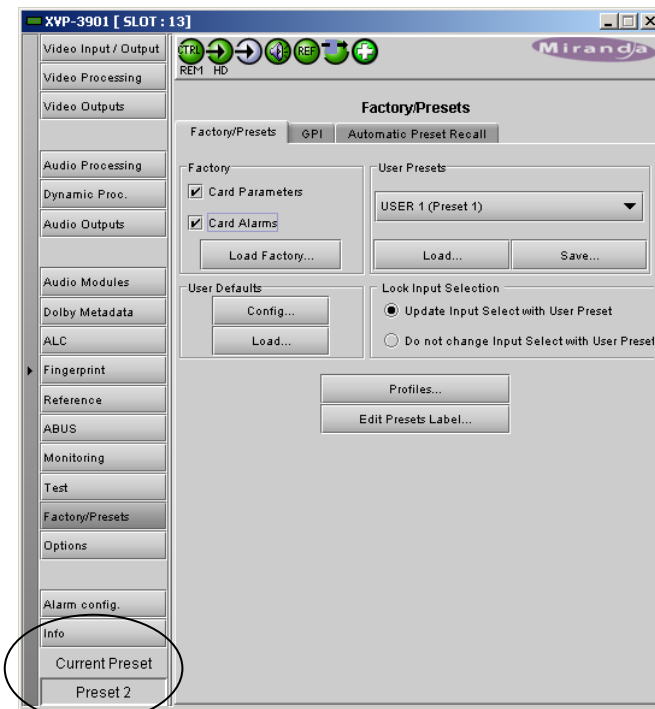 XVP-3901 [ SLOT : 13]
Video Input / Output
Video Processing
Video Outputs
Audio Processing
Dynamic Proc.
Audio Outputs
Audio Modules
Dolby Metadata
ALC
Fingerprint
Reference
ABUS
Monitoring
Test
Factory/Presets
Options
Alarm config.
Info
Current Preset
Preset 2
CTRL
REF
REM HD
Miranda
Factory/Presets
Factory/Presets GPI Automatic Preset Recall
Factory
Card Parameters
Card Alarms
Load Factory...
User Presets
USER 1 (Preset 1)
Load... Save...
User Defaults
Config...
Load...
Lock Input Selection
Update Input Select with User Preset
Do not change Input Select with User Preset
Profiles...
Edit Presets Label...